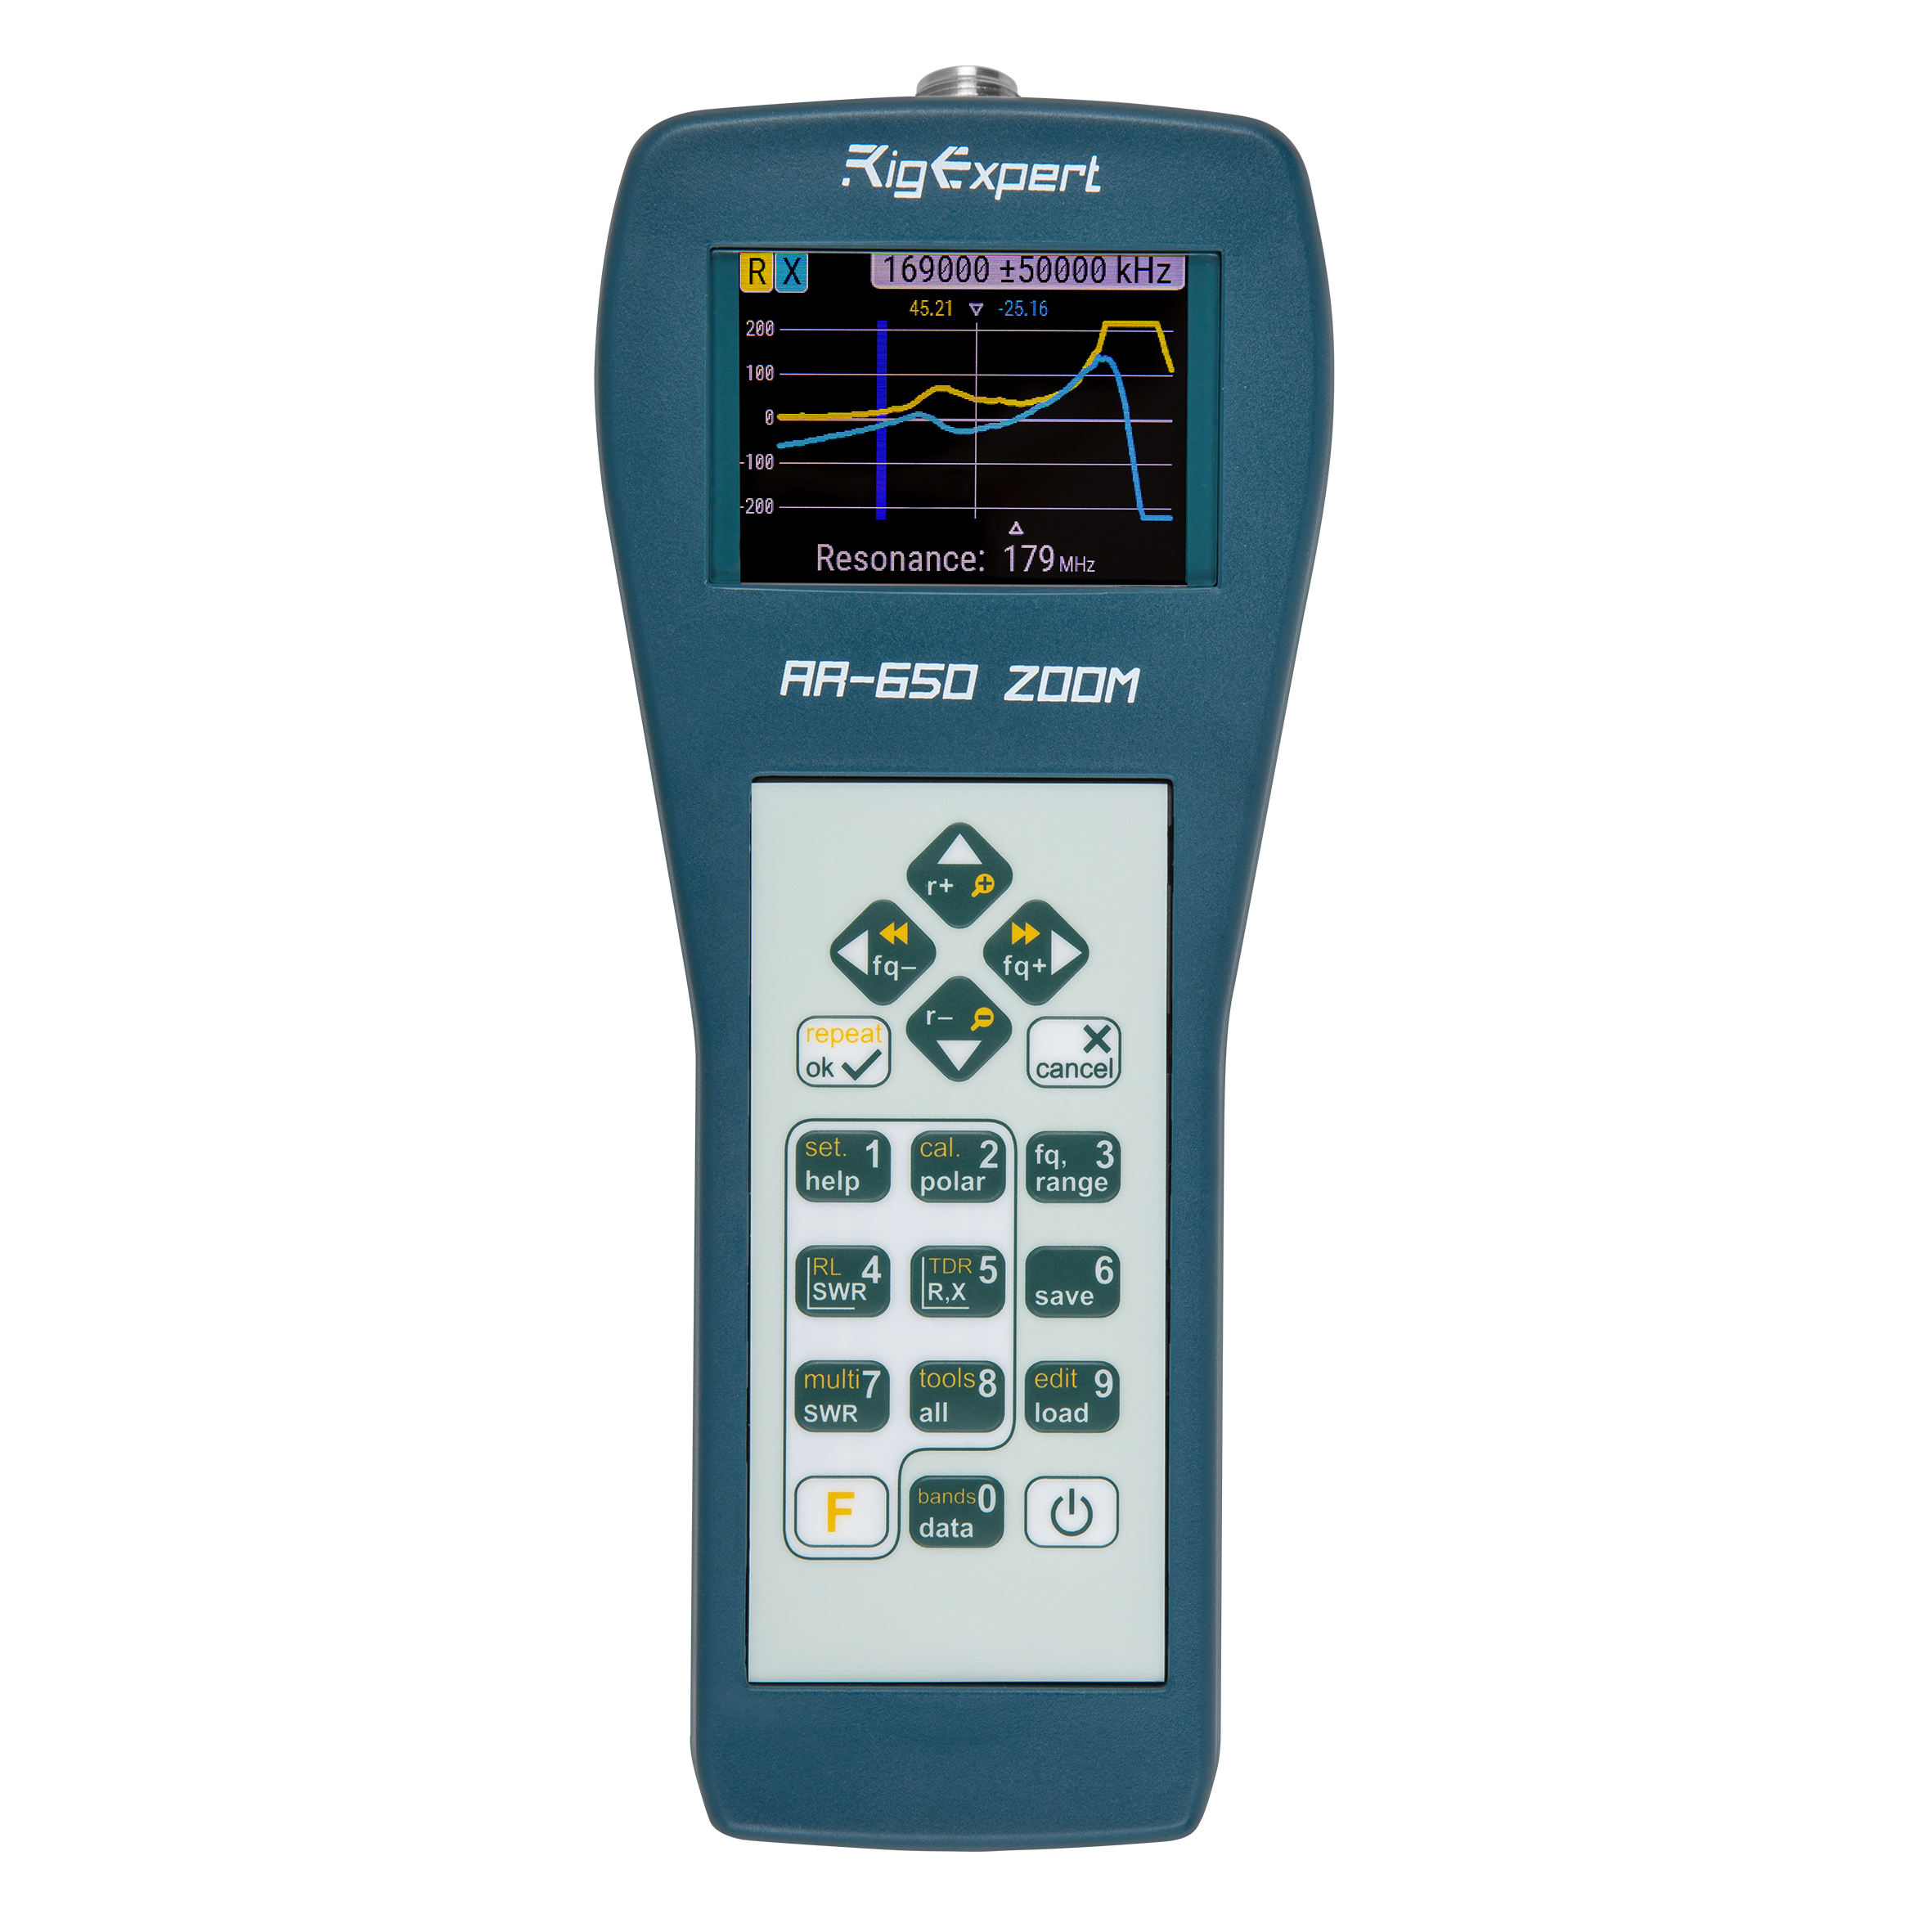 RigExpert
R X 169000 ±50000 kHz
45.21 -25.16
200
100
0
-100
-200
Resonance: 179 MHz
AA-650 ZOOM
r+
fq–
fq+
r–
repeat
ok
cancel
set. 1
help
cal. 2
polar
fq, 3
range
RL 4
SWR
TDR 5
R,X
6
save
multi 7
SWR
tools 8
all
edit 9
load
F
bands 0
data